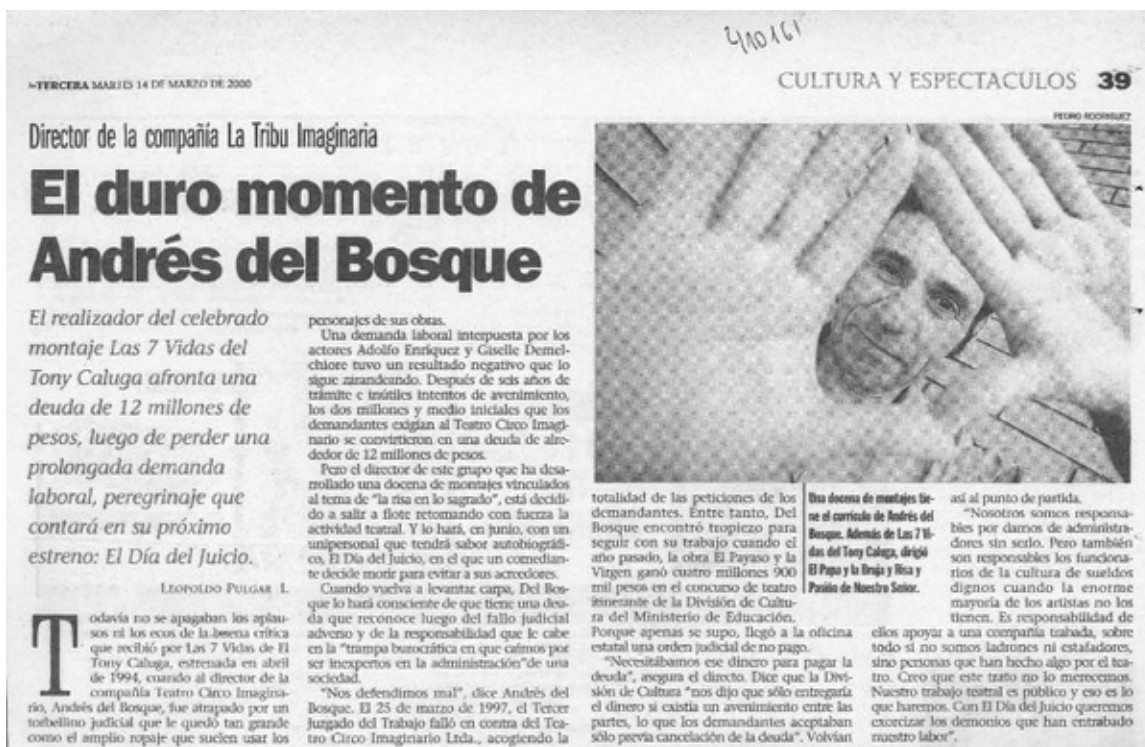 410161
LA TERCERA MARTES 14 DE MARZO DE 2000
CULTURA Y ESPECTACULOS 39
PEDRO RODRIGUEZ
Director de la compañía La Tribu Imaginaria
El duro momento de
Andrés del Bosque
El realizador del celebrado
montaje Las 7 Vidas del
Tony Caluga afronta una
deuda de 12 millones de
pesos, luego de perder una
prolongada demanda
laboral, peregrinaje que
contará en su próximo
estreno: El Día del Juicio.
LEOPOLDO PULGAR I.
Todavía no se apagaban los aplau-
sos ni los ecos de la buena crítica
que recibió por Las 7 Vidas de El
Tony Caluga, estrenada en abril
de 1994, cuando al director de la
compañía Teatro Circo Imagina-
rio, Andrés del Bosque, fue atrapado por un
torbellino judicial que le quedó tan grande
como el amplio ropaje que suelen usar los
personajes de sus obras.
Una demanda laboral interpuesta por los
actores Adolfo Enríquez y Giselle Demel-
chiore tuvo un resultado negativo que lo
sigue zarandeando. Después de seis años de
trámite e inútiles intentos de avenimiento,
los dos millones y medio iniciales que los
demandantes exigían al Teatro Circo Imagi-
nario se convirtieron en una deuda de alre-
dedor de 12 millones de pesos.
Pero el director de este grupo que ha desa-
rrollado una docena de montajes vinculados
al tema de "la risa en lo sagrado", está decidi-
do a salir a flote retomando con fuerza la
actividad teatral. Y lo hará, en junio, con un
unipersonal que tendrá sabor autobiográfi-
co, El Día del Juicio, en el que un comedian-
te decide morir para evitar a sus acreedores.
Cuando vuelva a levantar carpa, Del Bos-
que lo hará consciente de que tiene una deu-
da que reconoce luego del fallo judicial
adverso y de la responsabilidad que le cabe
en la "trampa burocrática en que caímos por
ser inexpertos en la administración" de una
sociedad.
"Nos defendimos mal", dice Andrés del
Bosque. El 25 de marzo de 1997, el Tercer
Juzgado del Trabajo falló en contra del Tea-
tro Circo Imaginario Ltda., acogiendo la
totalidad de las peticiones de los
demandantes. Entre tanto, Del
Bosque encontró tropiezo para
seguir con su trabajo cuando el
año pasado, la obra El Payaso y la
Virgen ganó cuatro millones 900
mil pesos en el concurso de teatro
itinerante de la División de Cultu-
ra del Ministerio de Educación.
Porque apenas se supo, llegó a la oficina
estatal una orden judicial de no pago.
"Necesitábamos ese dinero para pagar la
deuda", asegura el director. Dice que la Divi-
sión de Cultura "nos dijo que sólo entregaría
el dinero si existía un avenimiento entre las
partes, lo que los demandantes aceptaban
sólo previa cancelación de la deuda". Volvían
Una docena de montajes tie-
ne el currículo de Andrés del
Bosque. Además de Las 7 Vi-
das del Tony Caluga, dirigió
El Papa y la Bruja y Risa y
Pasión de Nuestro Señor.
así al punto de partida.
"Nosotros somos responsa-
bles por darnos de administra-
dores sin serlo. Pero también
son responsables los funciona-
rios de la cultura de sueldos
dignos cuando la enorme
mayoría de los artistas no los
tienen. Es responsabilidad de
ellos apoyar a una compañía trabada, sobre
todo si no somos ladrones ni estafadores,
sino personas que han hecho algo por el tea-
tro. Creo que este trato no lo merecemos.
Nuestro trabajo teatral es público y eso es lo
que haremos. Con El Día del Juicio queremos
exorcizar los demonios que han entrabado
nuestro labor".